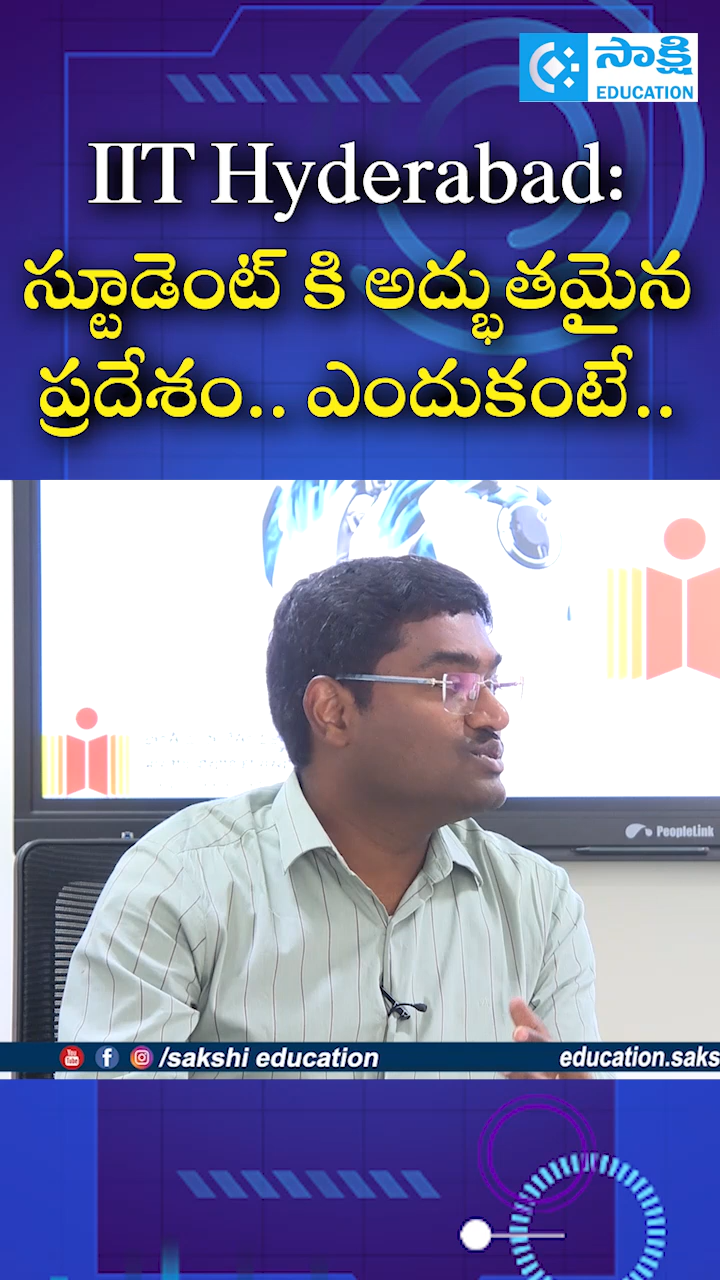 సాక్షి
EDUCATION
IIT Hyderabad:
స్టూడెంట్ కి అద్భుతమైన
ప్రదేశం.. ఎందుకంటే..
PeopleLink
/sakshi education
education.saks